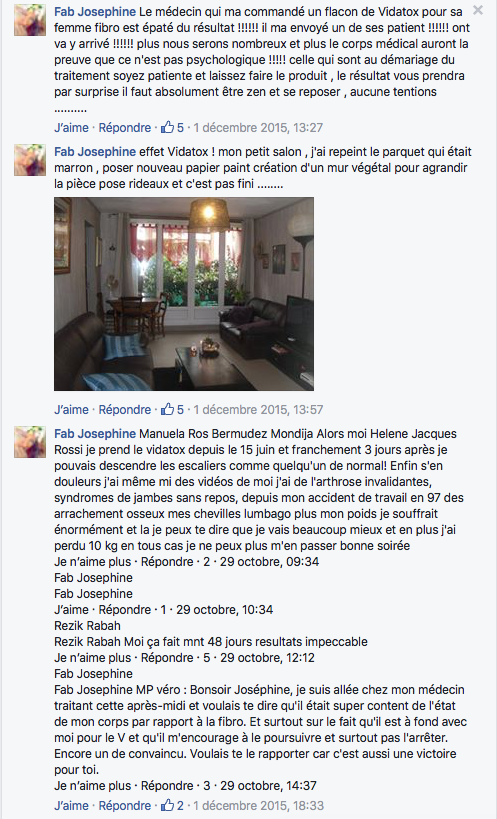 Fab Josephine Le médecin qui ma commandé un flacon de Vidatox pour sa
femme fibro est épaté du résultat !!!!!! il ma envoyé un de ses patient !!!!!! ont
va y arrivé !!!!!! plus nous serons nombreux et plus le corps médical auront la
preuve que ce n'est pas psychologique !!!!! celle qui sont au démariage du
traitement soyez patiente et laissez faire le produit , le résultat vous prendra
par surprise il faut absolument être zen et se reposer , aucune tentions
..........
J'aime · Répondre · 5 · 1 décembre 2015, 13:27
Fab Josephine effet Vidatox ! mon petit salon , j'ai repeint le parquet qui était
marron , poser nouveau papier paint création d'un mur végétal pour agrandir
la pièce pose rideaux et c'est pas fini ........
J'aime · Répondre · 5 · 1 décembre 2015, 13:57
Fab Josephine Manuela Ros Bermudez Mondija Alors moi Helene Jacques
Rossi je prend le vidatox depuis le 15 juin et franchement 3 jours après je
pouvais descendre les escaliers comme quelqu'un de normal! Enfin s'en
douleurs j'ai même mi des vidéos de moi j'ai de l'arthrose invalidantes,
syndromes de jambes sans repos, depuis mon accident de travail en 97 des
arrachement osseux mes chevilles lumbago plus mon poids je souffrait
énormément et la je peux te dire que je vais beaucoup mieux et en plus j'ai
perdu 10 kg en tous cas je ne peux plus m'en passer bonne soirée
Je n'aime plus · Répondre · 2 · 29 octobre, 09:34
Fab Josephine
Fab Josephine
J'aime · Répondre · 1 · 29 octobre, 10:34
Rezik Rabah
Rezik Rabah Moi ça fait mnt 48 jours resultats impeccable
Je n'aime plus · Répondre · 5 · 29 octobre, 12:12
Fab Josephine
Fab Josephine MP véro : Bonsoir Joséphine, je suis allée chez mon médecin
traitant cette après-midi et voulais te dire qu'il était super content de l'état
de mon corps par rapport à la fibro. Et surtout sur le fait qu'il est à fond avec
moi pour le V et qu'il m'encourage à le poursuivre et surtout pas l'arrêter.
Encore un de convaincu. Voulais te le rapporter car c'est aussi une victoire
pour toi.
Je n'aime plus · Répondre · 3 · 29 octobre, 14:37
J'aime · Répondre · 2 · 1 décembre 2015, 18:33